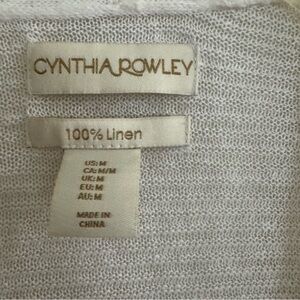 CYNTHIA ROWLEY
100% Linen
US: M
CA: M/M
UK: M
EU: M
AU: M
MADE IN
CHINA